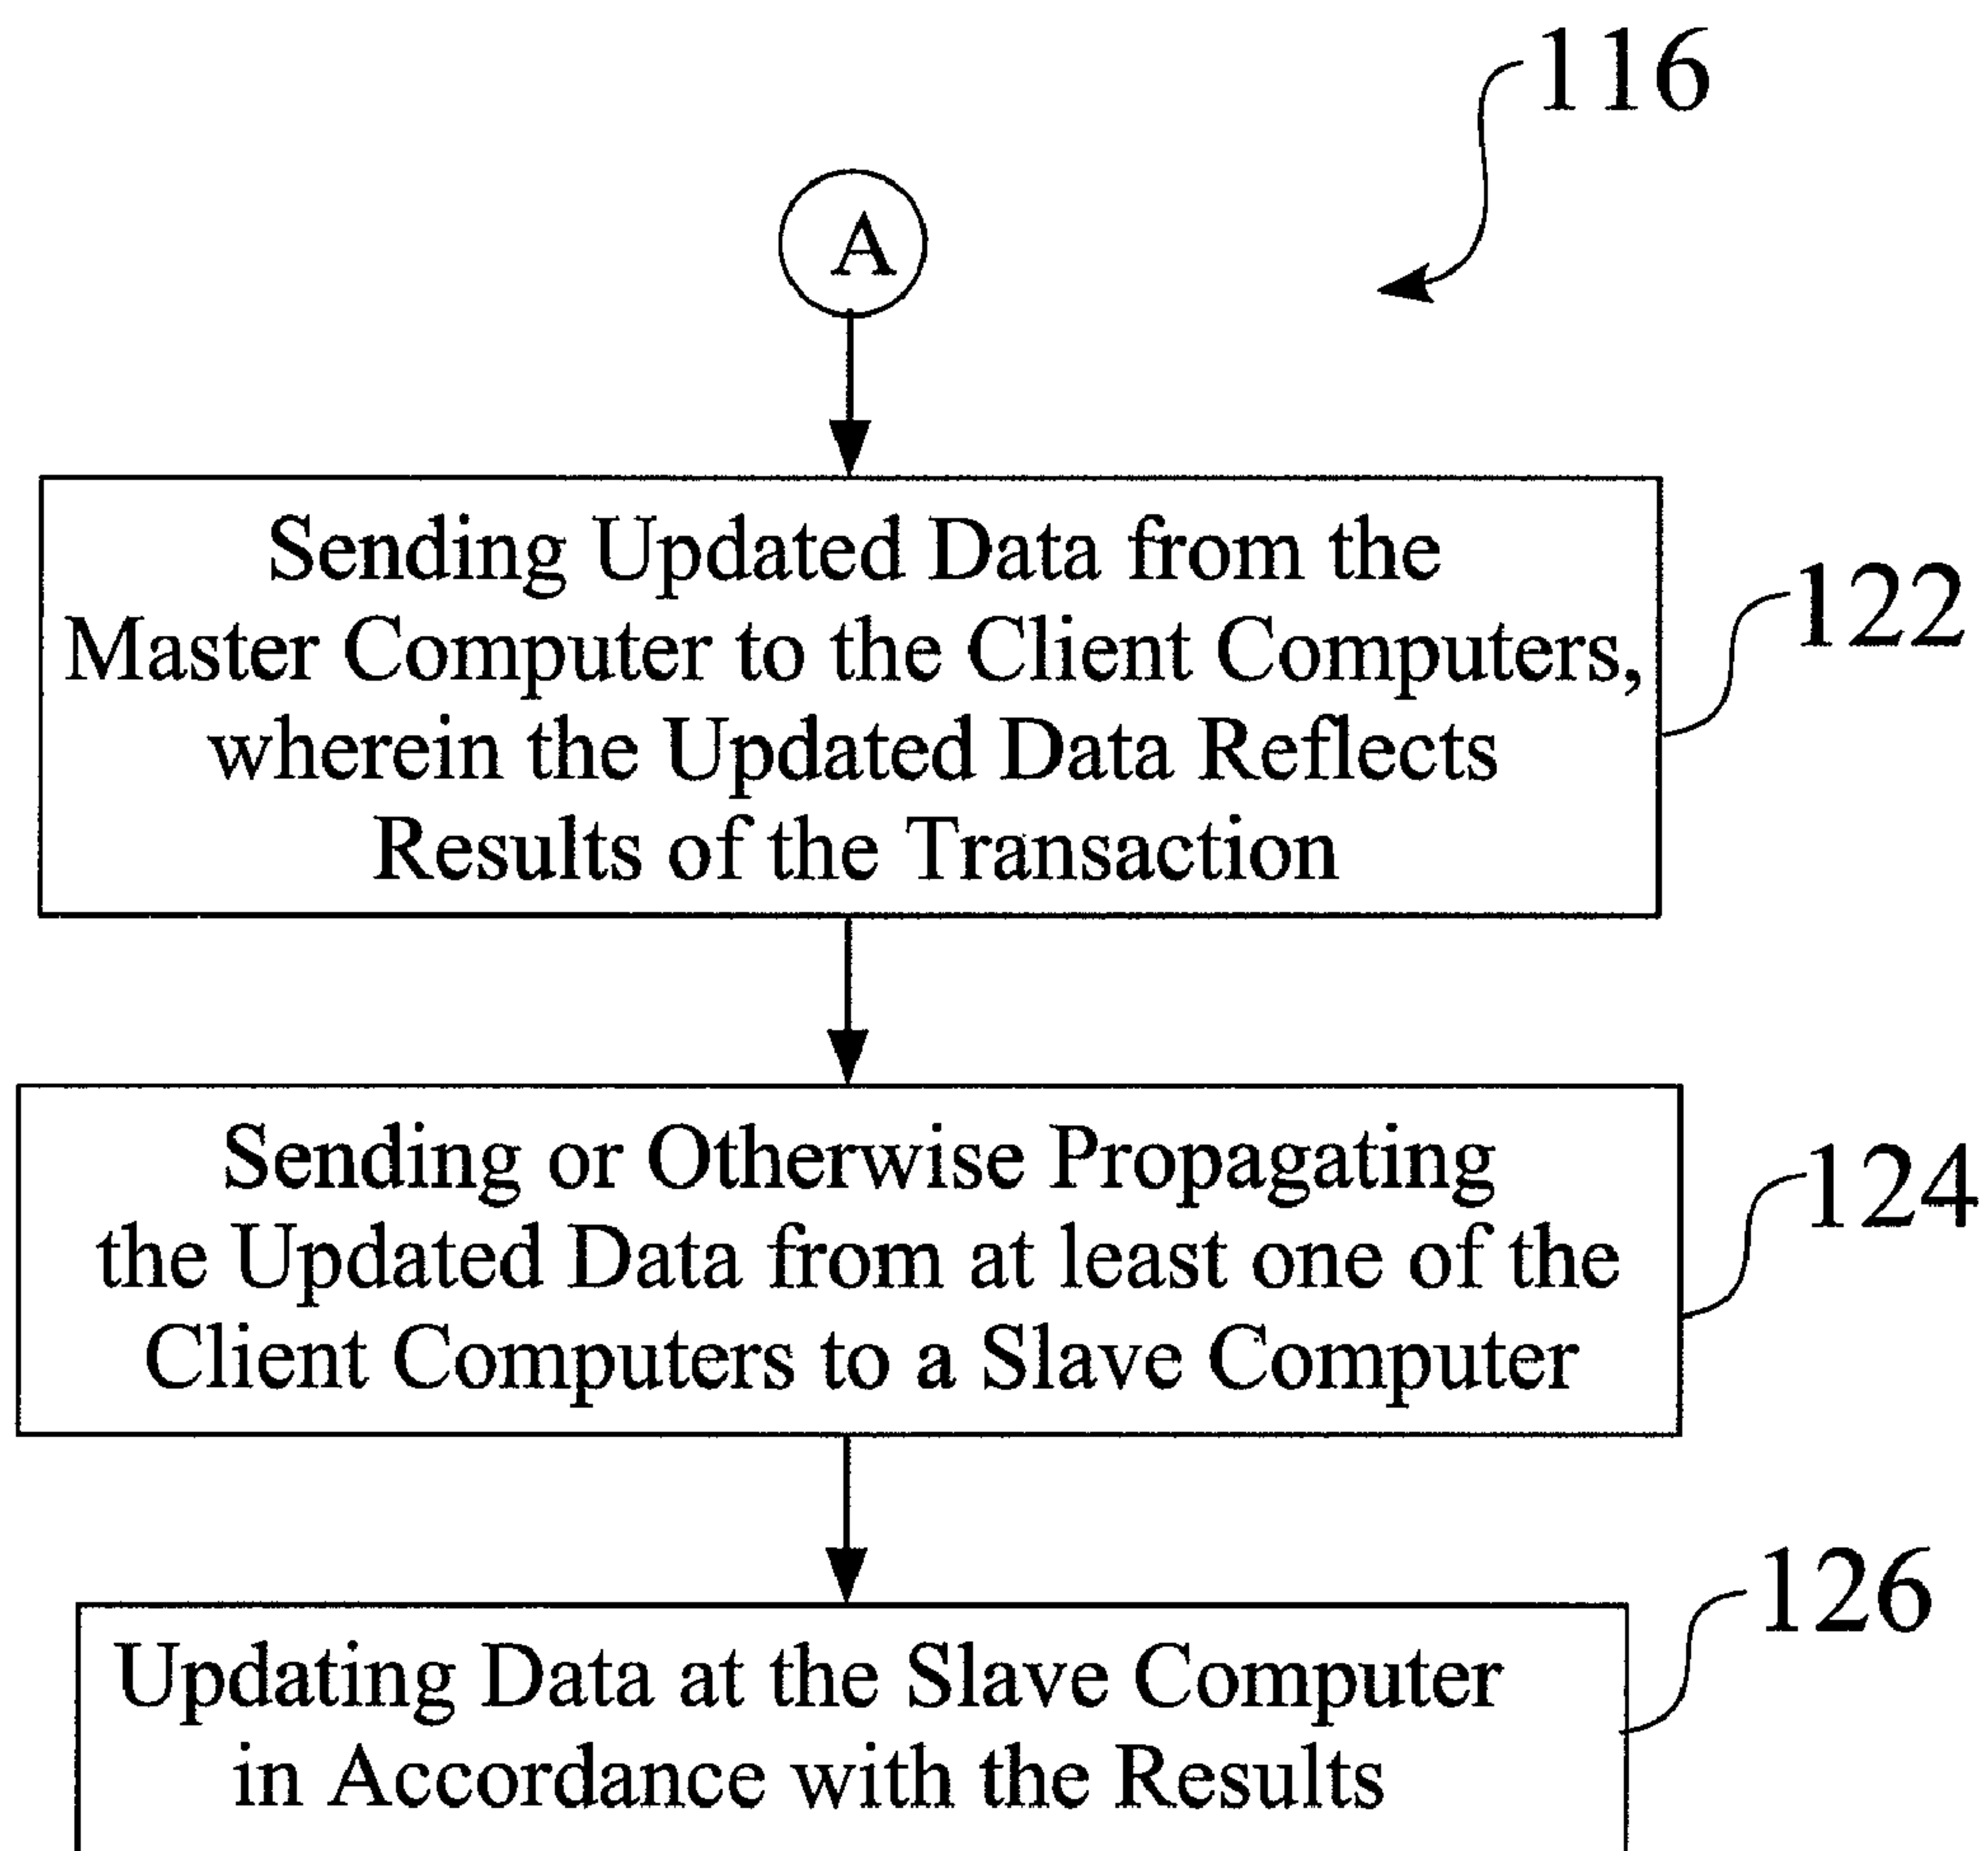 116
A
Sending Updated Data from the
Master Computer to the Client Computers,
wherein the Updated Data Reflects
Results of the Transaction
122
Sending or Otherwise Propagating
the Updated Data from at least one of the
Client Computers to a Slave Computer
124
Updating Data at the Slave Computer
in Accordance with the Results
126